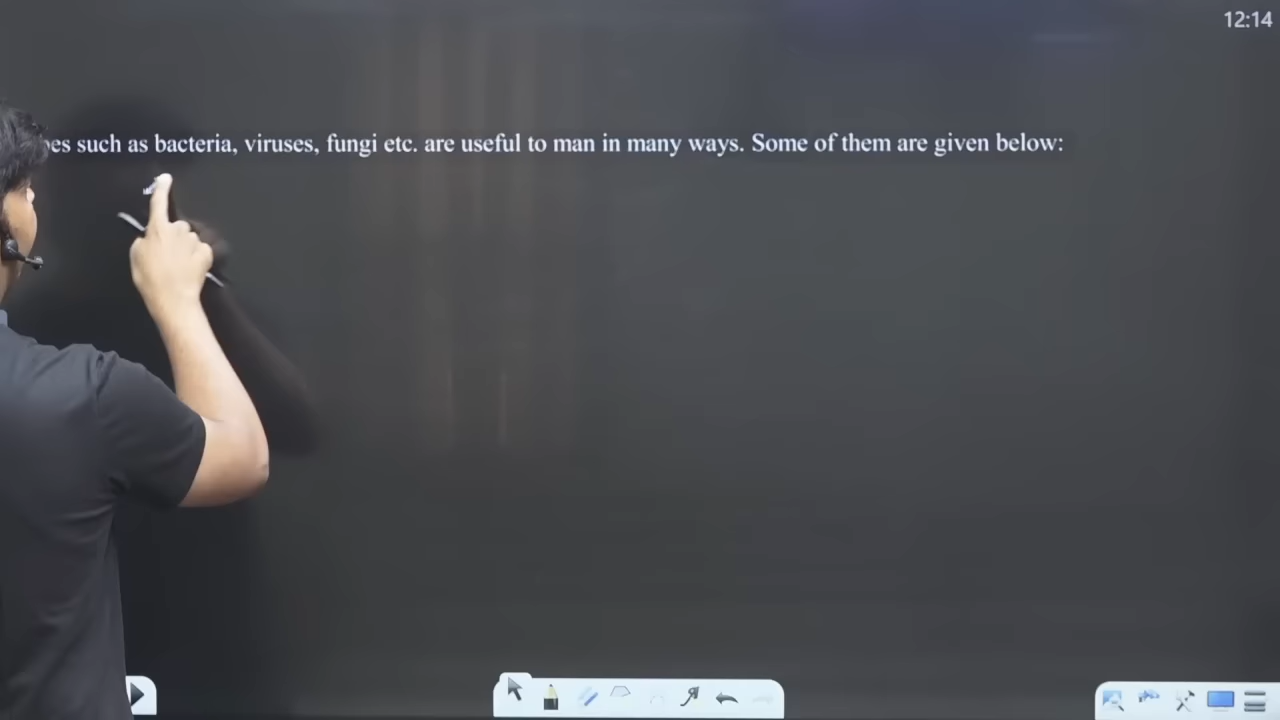 12:14
such as bacteria, viruses, fungi etc. are useful to man in many ways. Some of them are given below: